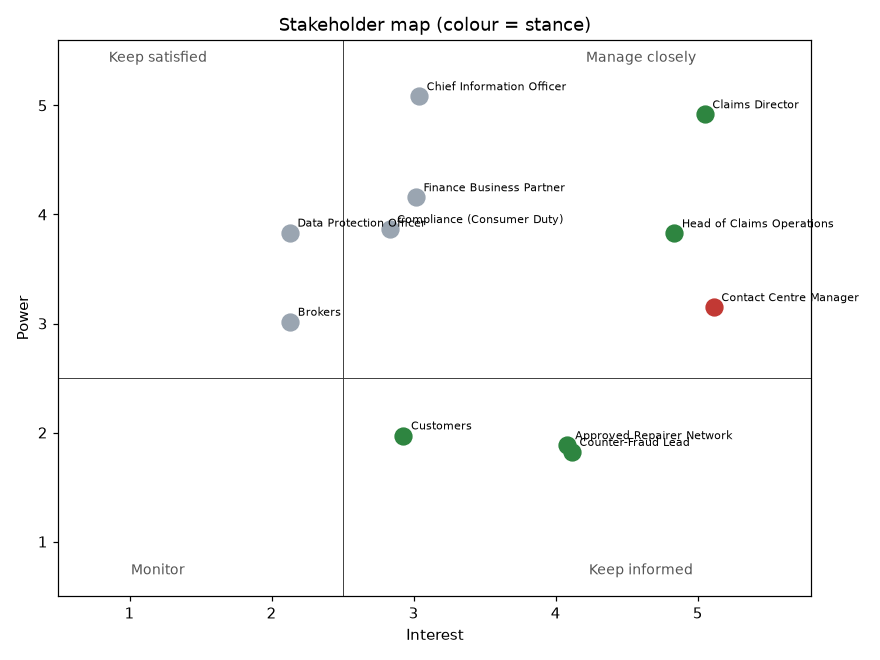 Stakeholder map (colour = stance)
Keep satisfied
Manage closely
Chief Information Officer
Claims Director
Finance Business Partner
Data Protection Officer
Compliance (Consumer Duty)
Head of Claims Operations
Contact Centre Manager
Brokers
Customers
Approved Repairer Network
Counter-Fraud Lead
Monitor
Keep informed
5
4
3
2
1
Power
1
2
3
4
5
Interest